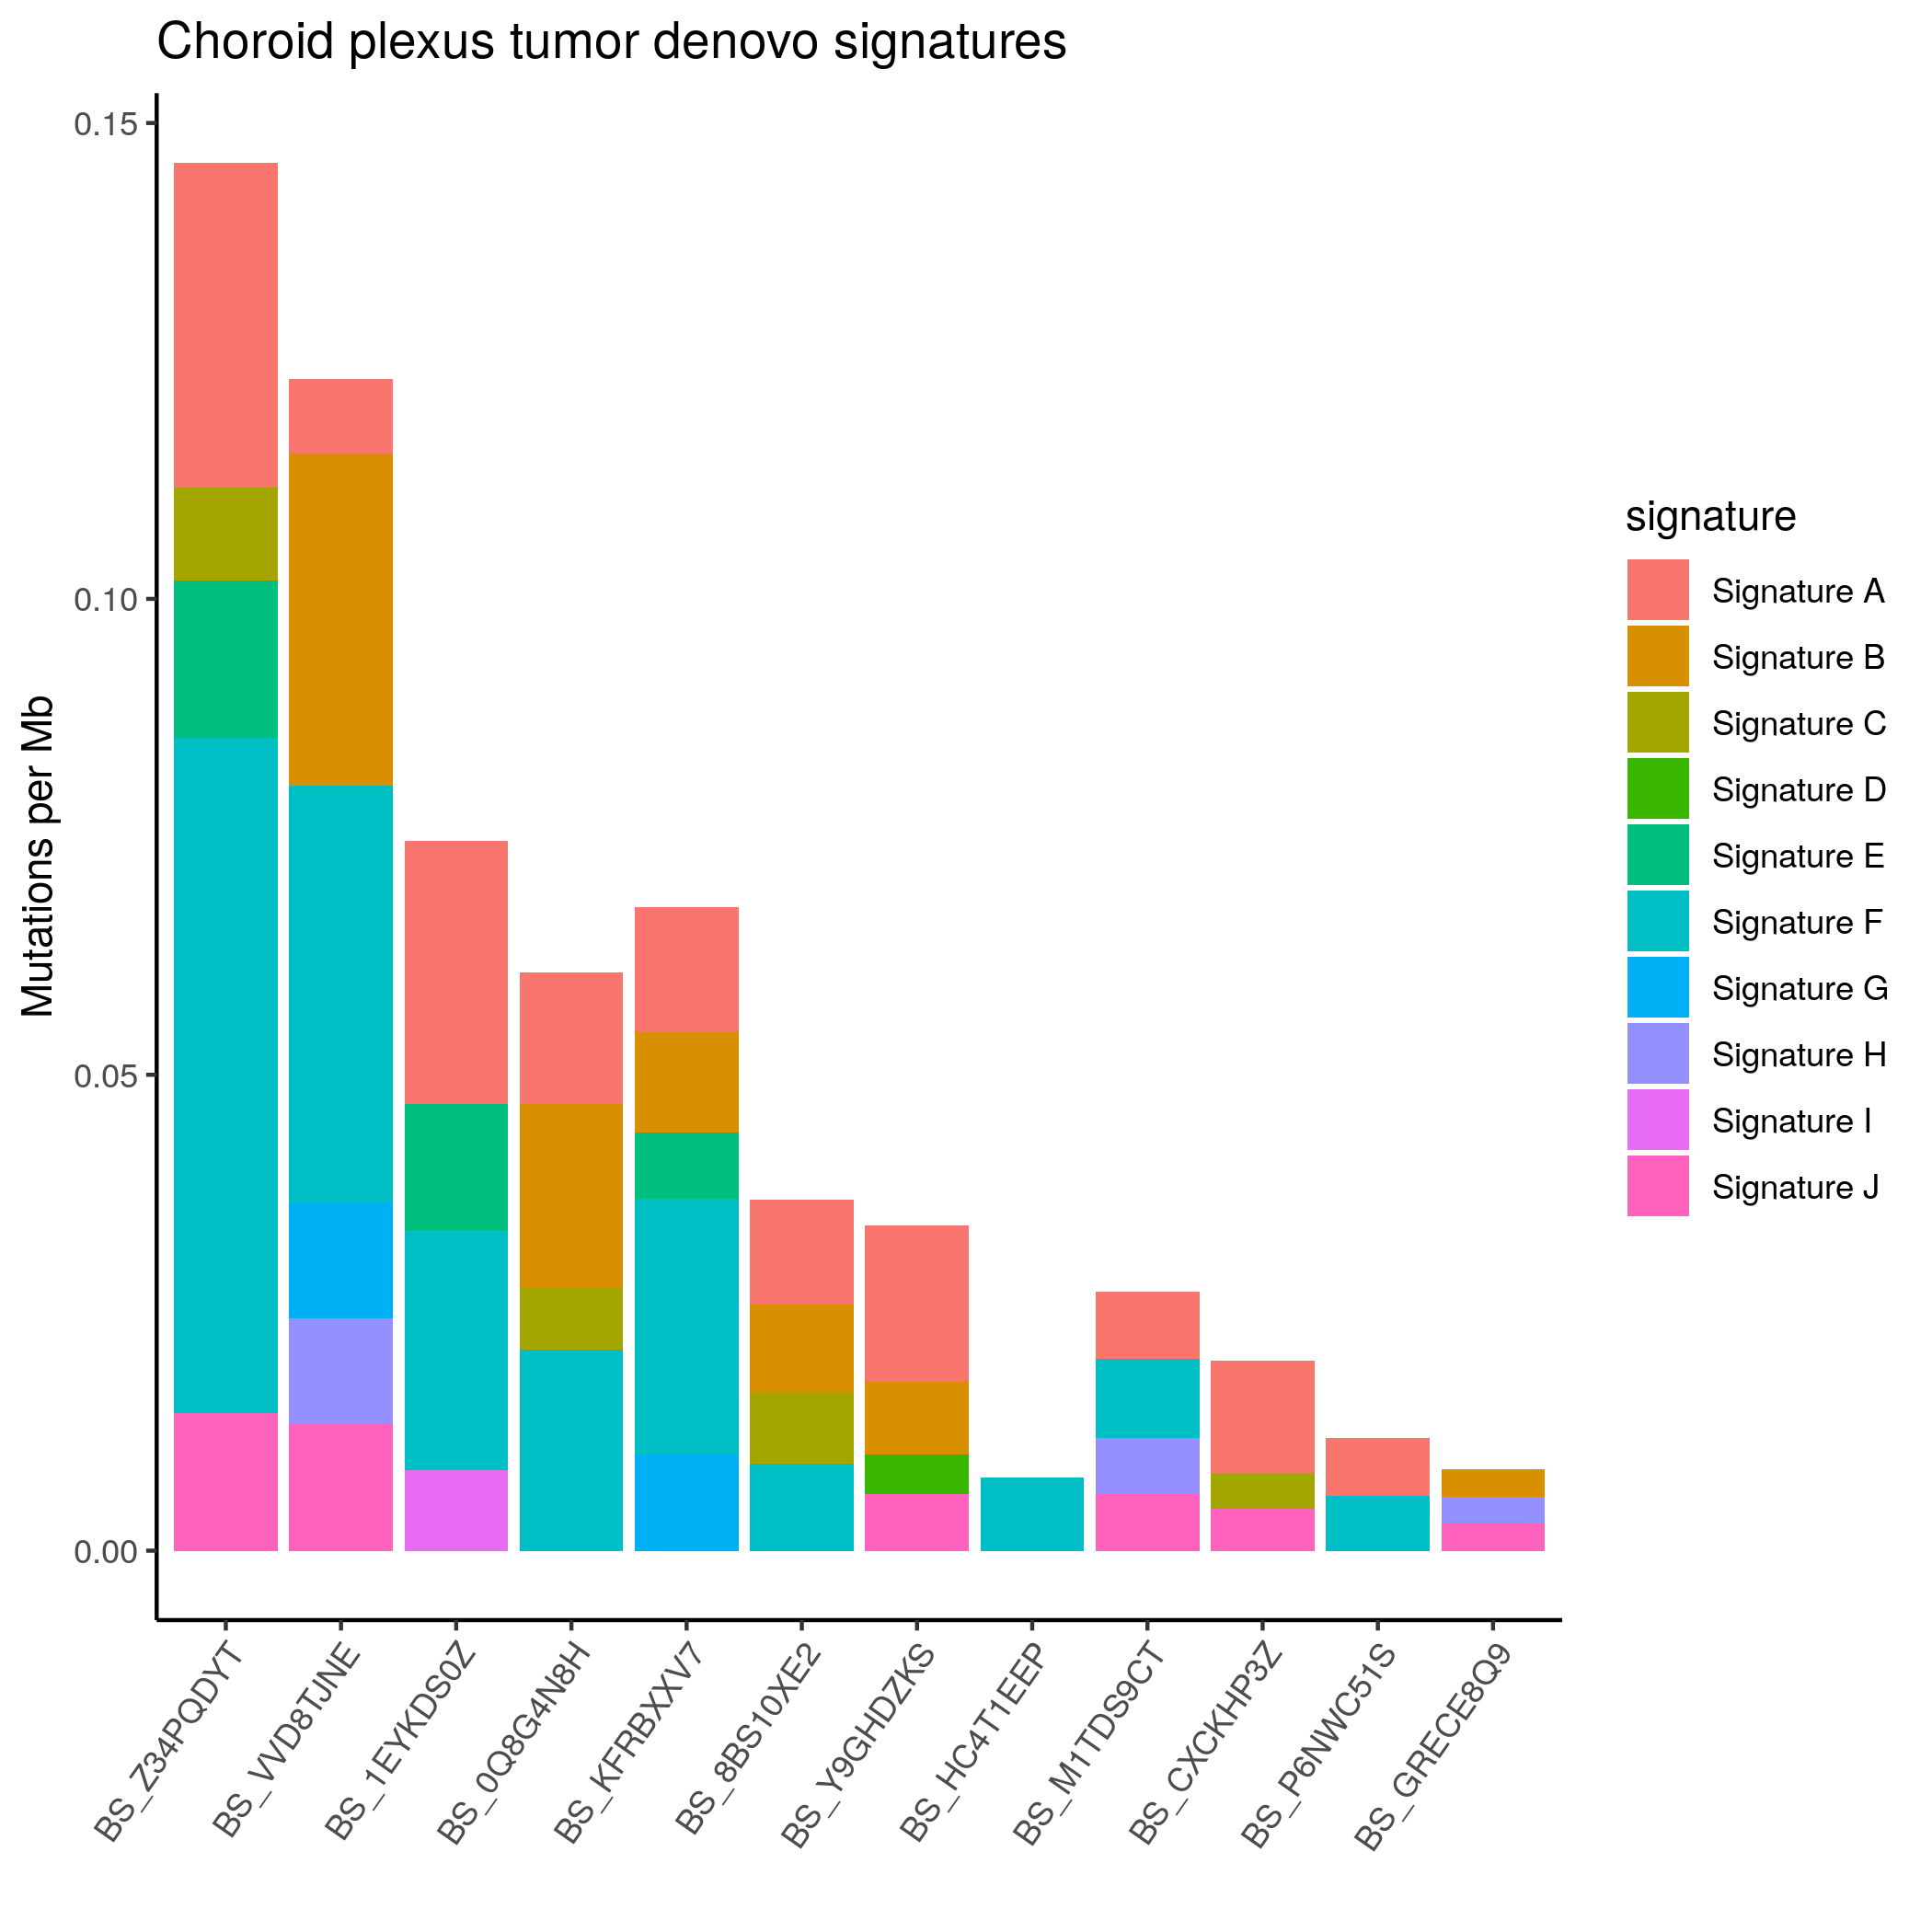 Choroid plexus tumor denovo signatures
0.15
0.10
0.05
0.00
Mutations per Mb
BS_Z34PQDYT
BS_VVD8TJNE
BS_1EYKDS0Z
BS_0Q8G4N8H
BS_KFRBXXV7
BS_8BS10XE2
BS_Y9GHDZKS
BS_HC4T1EEP
BS_M1TDS9CT
BS_CXCKHP3Z
BS_P6NWC51S
BS_GRECE8Q9
signature
Signature A
Signature B
Signature C
Signature D
Signature E
Signature F
Signature G
Signature H
Signature I
Signature J